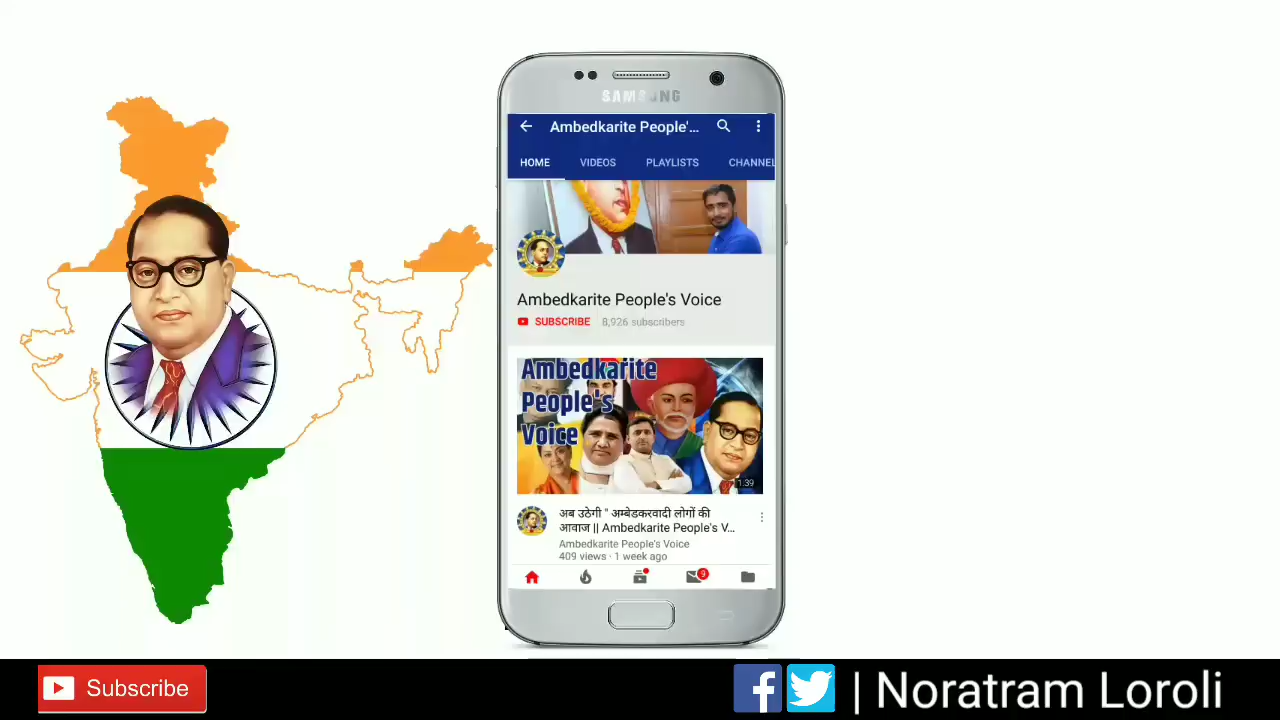 SAMSUNG
Ambedkarite People'...
HOME VIDEOS PLAYLISTS CHANNEL
Ambedkarite People's Voice
SUBSCRIBE 8,926 subscribers
Ambedkarite
People's
Voice
1:39
अब उठेगी " अम्बेडकरवादी लोगों की
आवाज || Ambedkarite People's V...
Ambedkarite People's Voice
409 views · 1 week ago
9
Subscribe
| Noratram Loroli